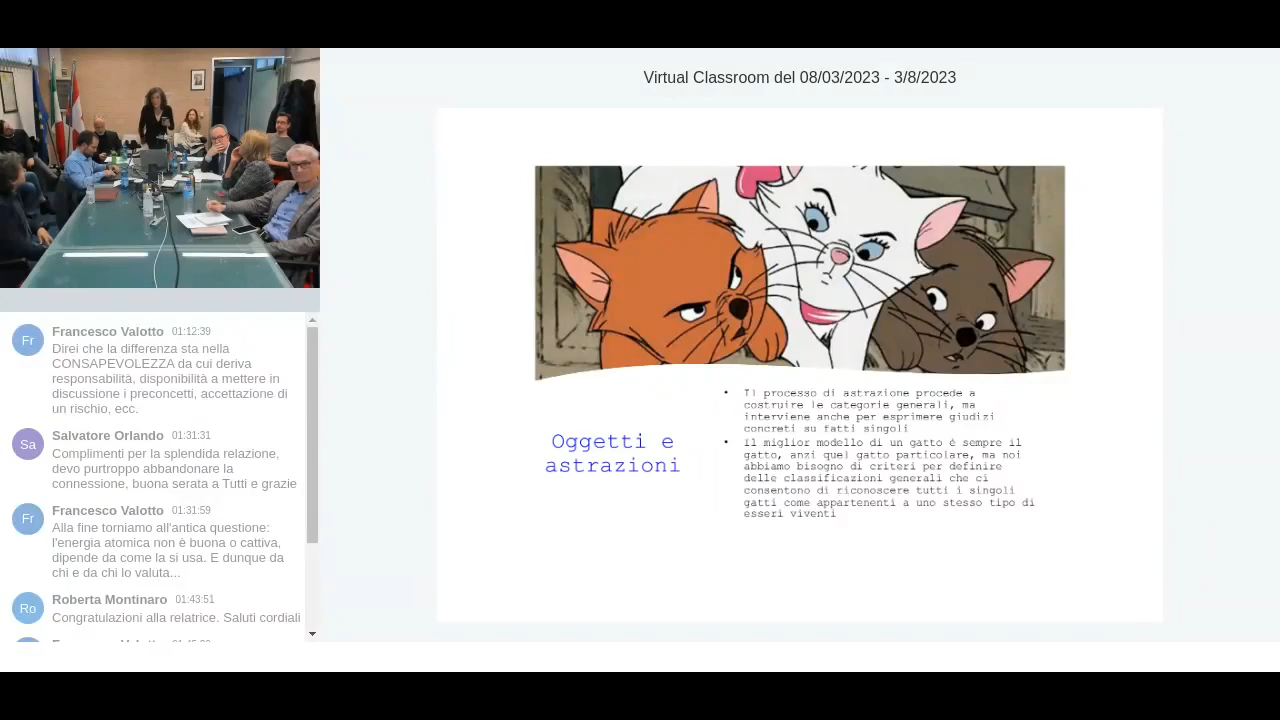 Virtual Classroom del 08/03/2023 - 3/8/2023
Fr
Francesco Valotto 01:12:39
Direi che la differenza sta nella
CONSAPEVOLEZZA da cui deriva
responsabilità, disponibilità a mettere in
discussione i preconcetti, accettazione di
un rischio, ecc.
Sa
Salvatore Orlando 01:31:31
Complimenti per la splendida relazione,
devo purtroppo abbandonare la
connessione, buona serata a Tutti e grazie
Fr
Francesco Valotto 01:31:59
Alla fine torniamo all'antica questione:
l'energia atomica non è buona o cattiva,
dipende da come la si usa. E dunque da
chi e da chi lo valuta...
Ro
Roberta Montinaro 01:43:51
Congratulazioni alla relatrice. Saluti cordiali
Oggetti e
astrazioni
• Il processo di astrazione procede a
costruire le categorie generali, ma
interviene anche per esprimere giudizi
concreti su fatti singoli
• Il miglior modello di un gatto è sempre il
gatto, anzi quel gatto particolare, ma noi
abbiamo bisogno di criteri per definire
delle classificazioni generali che ci
consentono di riconoscere tutti i singoli
gatti come appartenenti a uno stesso tipo di
esseri viventi